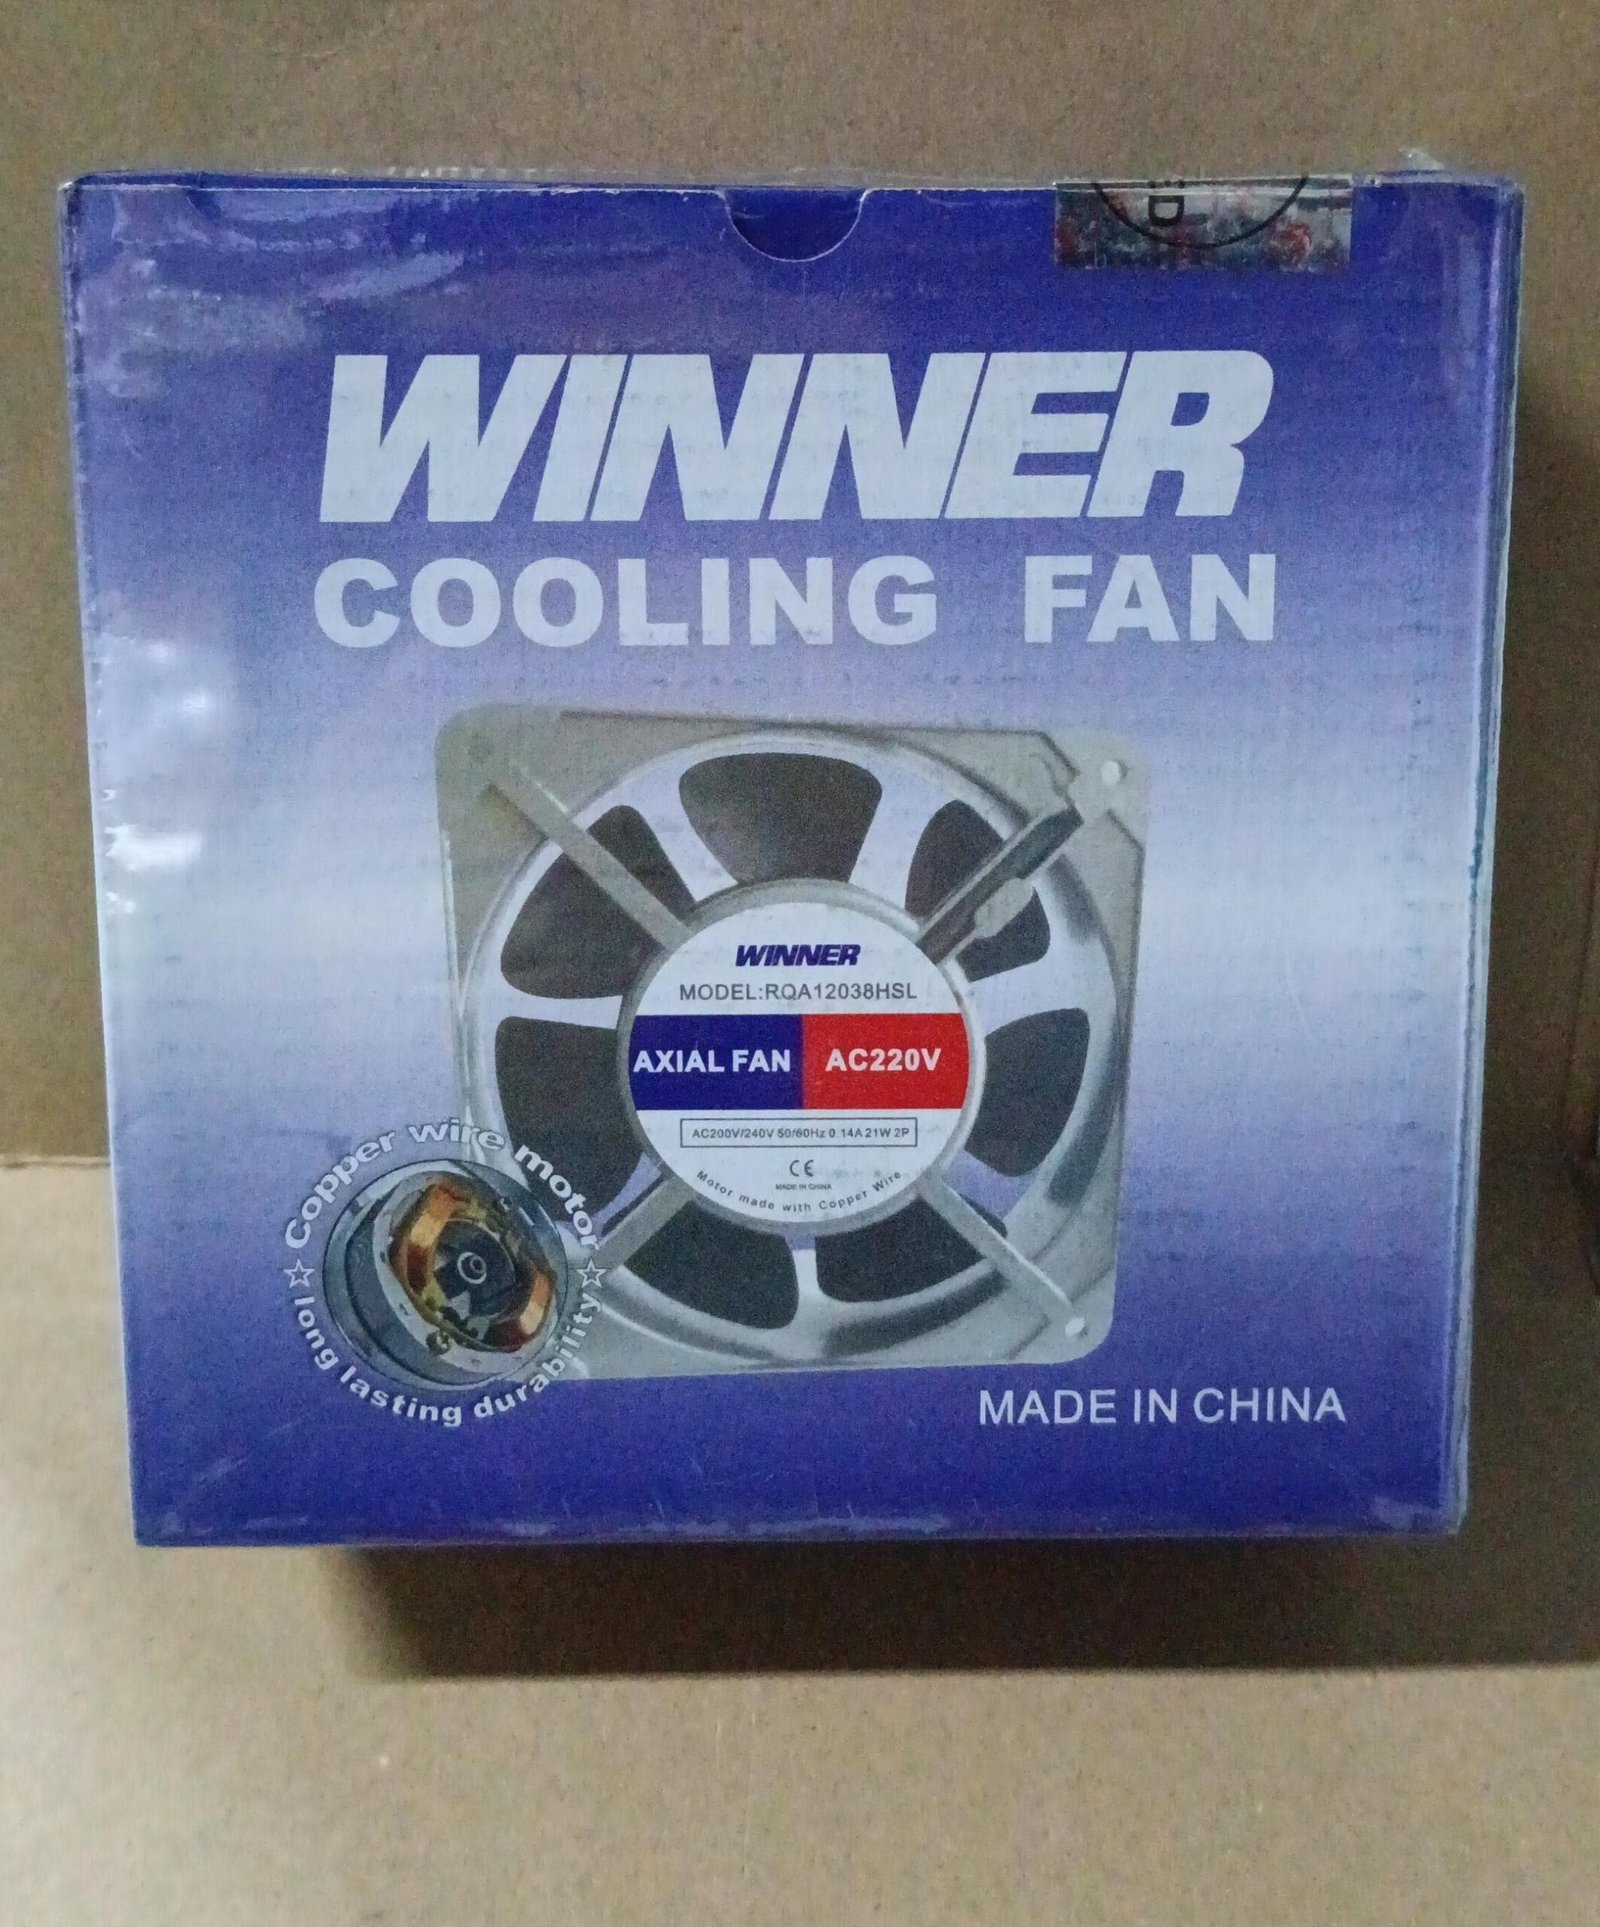 WINNER
COOLING FAN
WINNER
MODEL:RQA12038HSL
AXIAL FAN AC220V
AC200V/240V 50/60Hz 0.14A 21W 2P
CE
MADE IN CHINA
Motor made with Copper Wire
Copper wire motor
☆ long lasting durability ☆
MADE IN CHINA